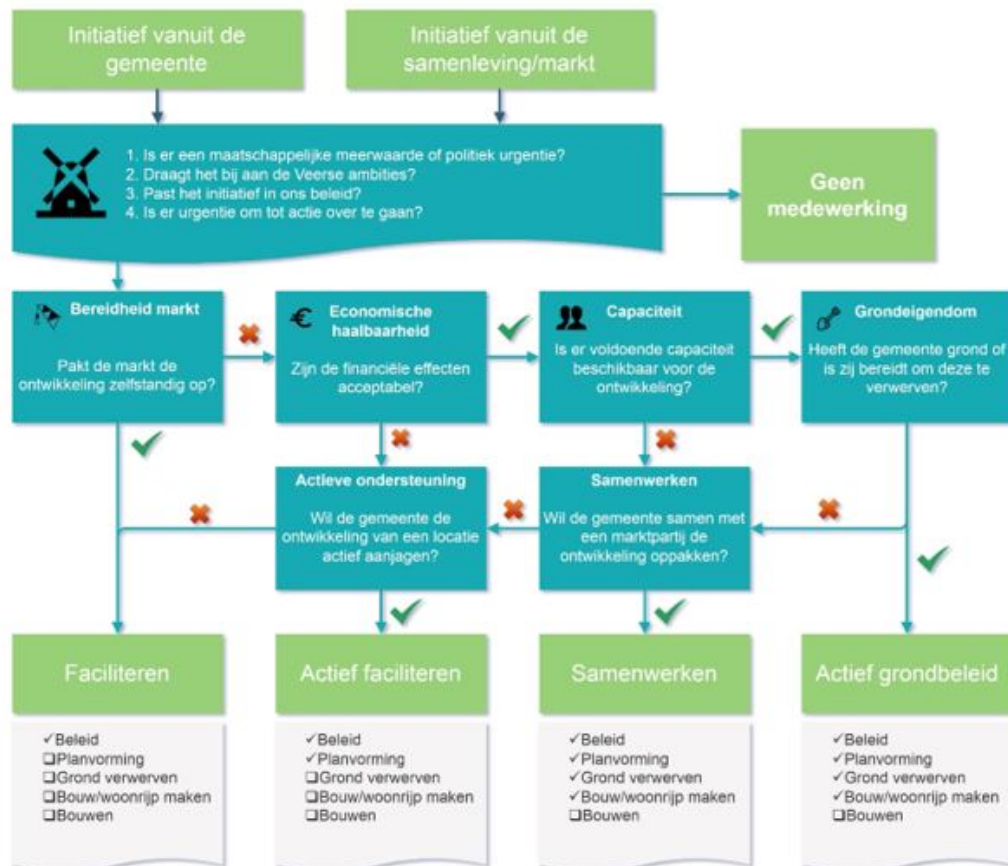 Initiatief vanuit de
gemeente
Initiatief vanuit de
samenleving/markt
1. Is er een maatschappelijke meerwaarde of politiek urgentie?
2. Draagt het bij aan de Veerse ambities?
3. Past het initiatief in ons beleid?
4. Is er urgentie om tot actie over te gaan?
Geen
medewerking
Bereidheid markt
Pakt de markt de
ontwikkeling zelfstandig op?
Economische
haalbaarheid
Zijn de financiële effecten
acceptabel?
Capaciteit
Is er voldoende capaciteit
beschikbaar voor de
ontwikkeling?
Grondeigendom
Heeft de gemeente grond of
is zij bereidt om deze te
verwerven?
Actieve ondersteuning
Wil de gemeente de
ontwikkeling van een locatie
actief aanjagen?
Samenwerken
Wil de gemeente samen met
een marktpartij de
ontwikkeling oppakken?
Faciliteren
✓Beleid
❑Planvorming
❑Grond verwerven
❑Bouw/woonrijp maken
❑Bouwen
Actief faciliteren
✓Beleid
✓Planvorming
❑Grond verwerven
❑Bouw/woonrijp maken
❑Bouwen
Samenwerken
✓Beleid
✓Planvorming
✓Grond verwerven
✓Bouw/woonrijp maken
❑Bouwen
Actief grondbeleid
✓Beleid
✓Planvorming
✓Grond verwerven
✓Bouw/woonrijp maken
❑Bouwen